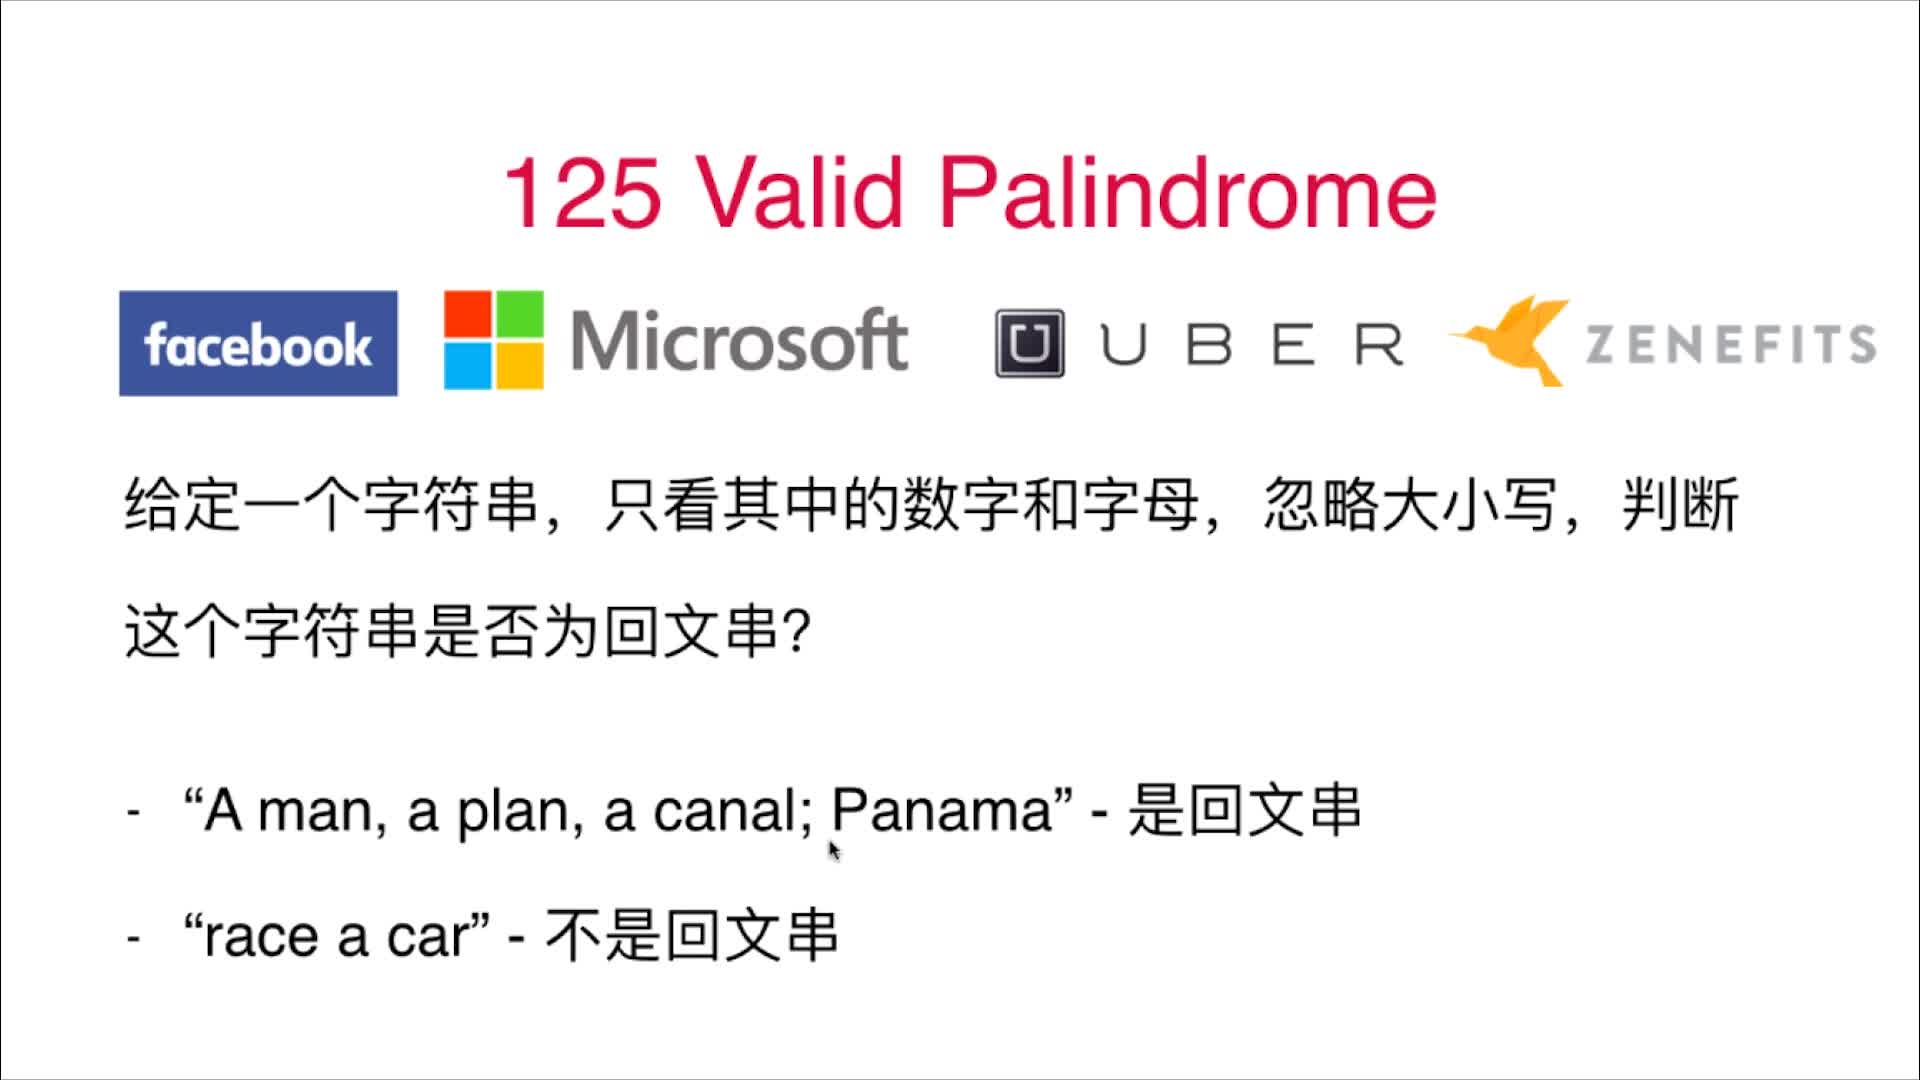 125 Valid Palindrome
facebook Microsoft UBER ZENEFITS
给定一个字符串，只看其中的数字和字母，忽略大小写，判断
这个字符串是否为回文串？
- “A man, a plan, a canal; Panama” - 是回文串
- “race a car” - 不是回文串